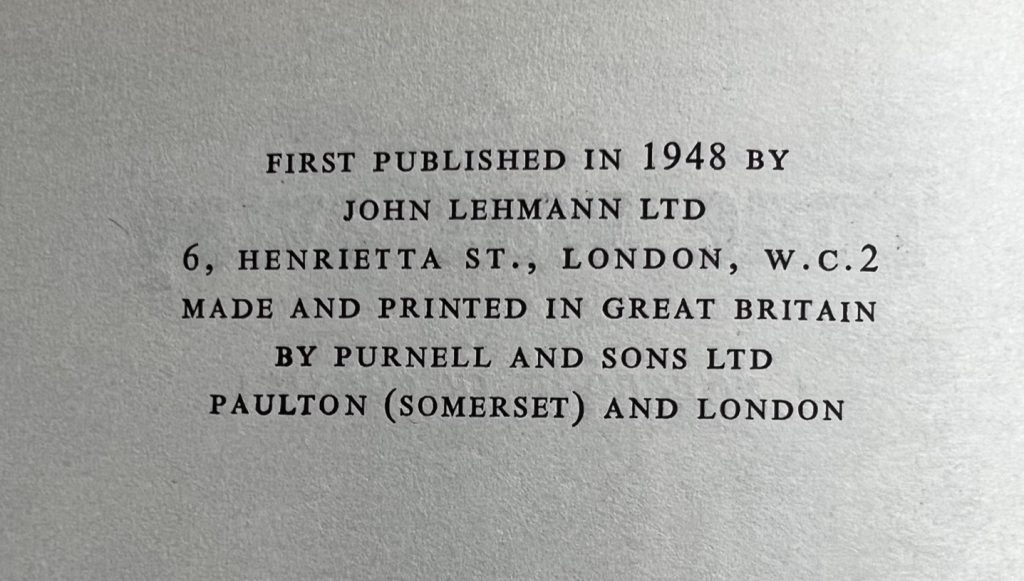 FIRST PUBLISHED IN 1948 BY
JOHN LEHMANN LTD
6, HENRIETTA ST., LONDON, W.C.2
MADE AND PRINTED IN GREAT BRITAIN
BY PURNELL AND SONS LTD
PAULTON (SOMERSET) AND LONDON